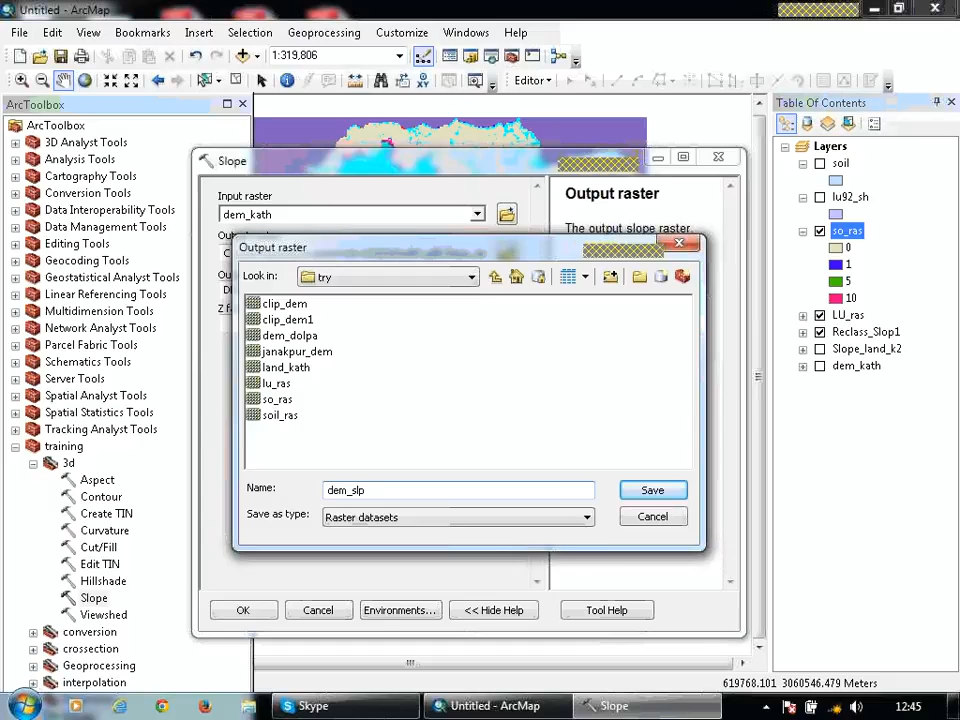 Untitled - ArcMap
File Edit View Bookmarks Insert Selection Geoprocessing Customize Windows Help
1:319,806
Editor
ArcToolbox
ArcToolbox
3D Analyst Tools
Analysis Tools
Cartography Tools
Conversion Tools
Data Interoperability Tools
Data Management Tools
Editing Tools
Geocoding Tools
Geostatistical Analyst Tools
Linear Referencing Tools
Multidimension Tools
Network Analyst Tools
Parcel Fabric Tools
Schematics Tools
Server Tools
Spatial Analyst Tools
Spatial Statistics Tools
Tracking Analyst Tools
training
3d
Aspect
Contour
Create TIN
Curvature
Cut/Fill
Edit TIN
Hillshade
Slope
Viewshed
conversion
crossection
Geoprocessing
interpolation
Slope
Input raster
dem_kath
Output raster
The output slope raster.
Output raster
Look in: try
clip_dem
clip_dem1
dem_dolpa
janakpur_dem
land_kath
lu_ras
so_ras
soil_ras
Name: dem_slp Save
Save as type: Raster datasets Cancel
OK Cancel Environments... << Hide Help Tool Help
Table Of Contents
Layers
soil
lu92_sh
so_ras
0
1
5
10
LU_ras
Reclass_Slop1
Slope_land_k2
dem_kath
619768.101 3060546.479 Meters
Skype Untitled - ArcMap Slope 12:45